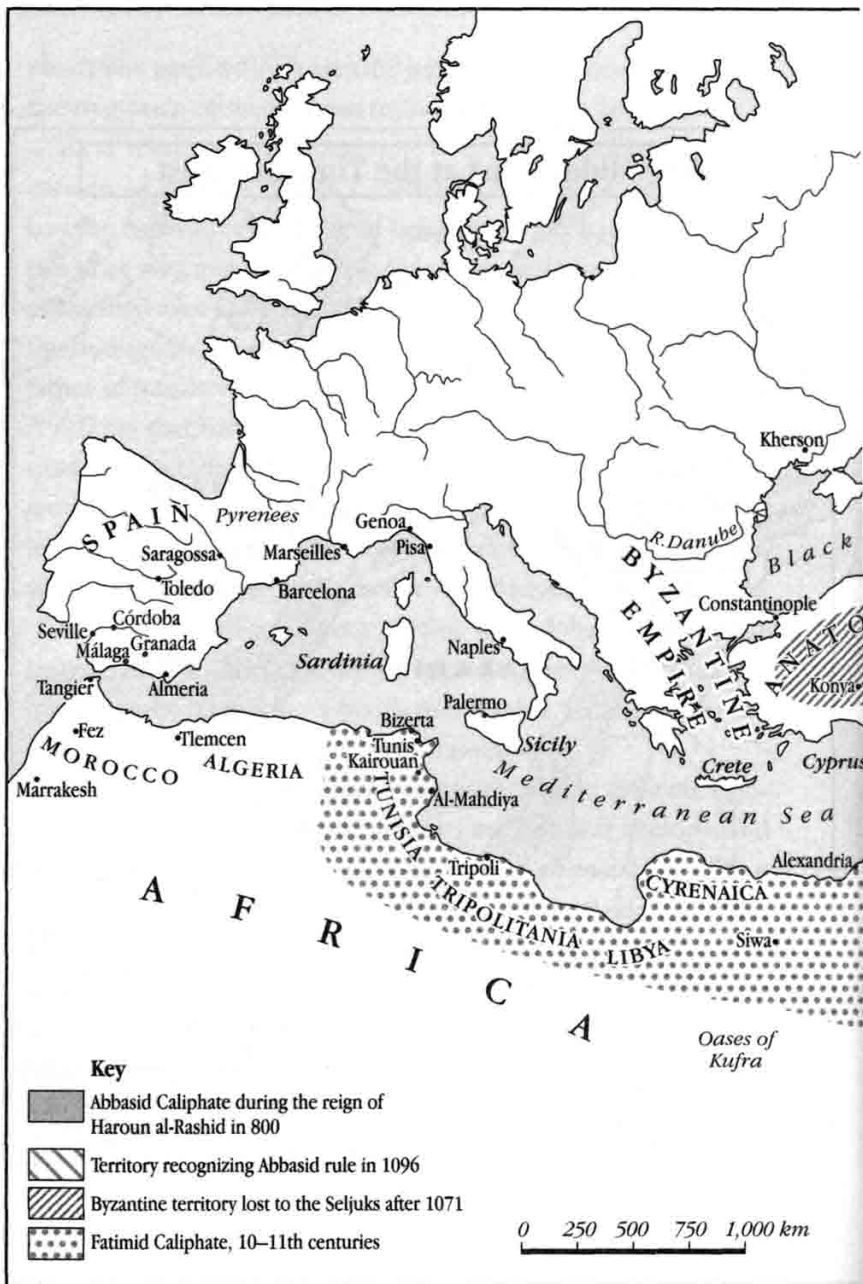 Kherson
SPAIN
Pyrenees
Genoa
R. Danube
Black
Saragossa
Marseilles
Pisa
BYZANTINE
EMPIRE
Toledo
Barcelona
Constantinople
ANATO
Seville
Córdoba
Granada
Málaga
Sardinia
Naples
Konya
Tangier
Almeria
Palermo
Bizerta
Sicily
Fez
Tlemcen
Tunis
Kairouan
Crete
Cyprus
MOROCCO
ALGERIA
Mediterranean Sea
Marrakesh
Al-Mahdiya
TUNISIA
Tripoli
Alexandria
CYRENAICA
TRIPOLITANIA
LIBYA
Siwa
AFRICA
Oases of
Kufra
Key
Abbasid Caliphate during the reign of
Haroun al-Rashid in 800
Territory recognizing Abbasid rule in 1096
Byzantine territory lost to the Seljuks after 1071
Fatimid Caliphate, 10–11th centuries
0 250 500 750 1,000 km